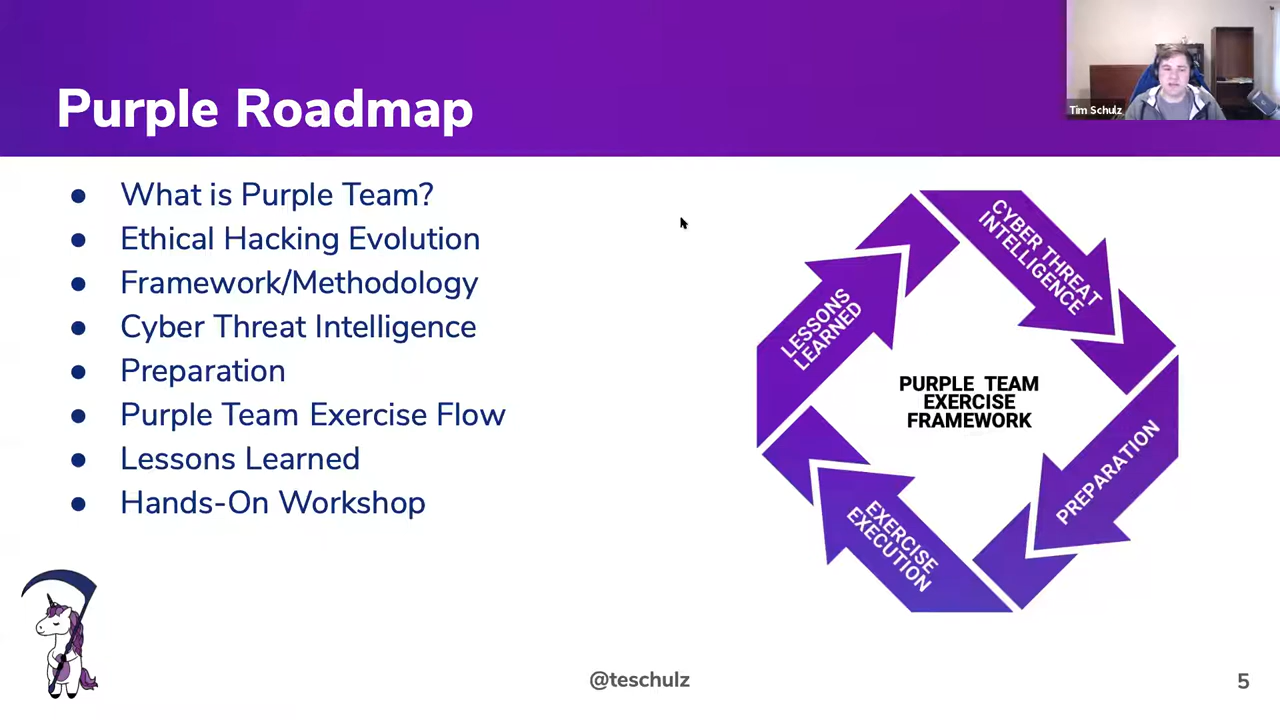 Purple Roadmap
Tim Schulz
What is Purple Team?
Ethical Hacking Evolution
Framework/Methodology
Cyber Threat Intelligence
Preparation
Purple Team Exercise Flow
Lessons Learned
Hands-On Workshop
CYBER THREAT
INTELLIGENCE
LESSONS
LEARNED
PURPLE TEAM
EXERCISE
FRAMEWORK
PREPARATION
EXERCISE
EXECUTION
@teschulz
5